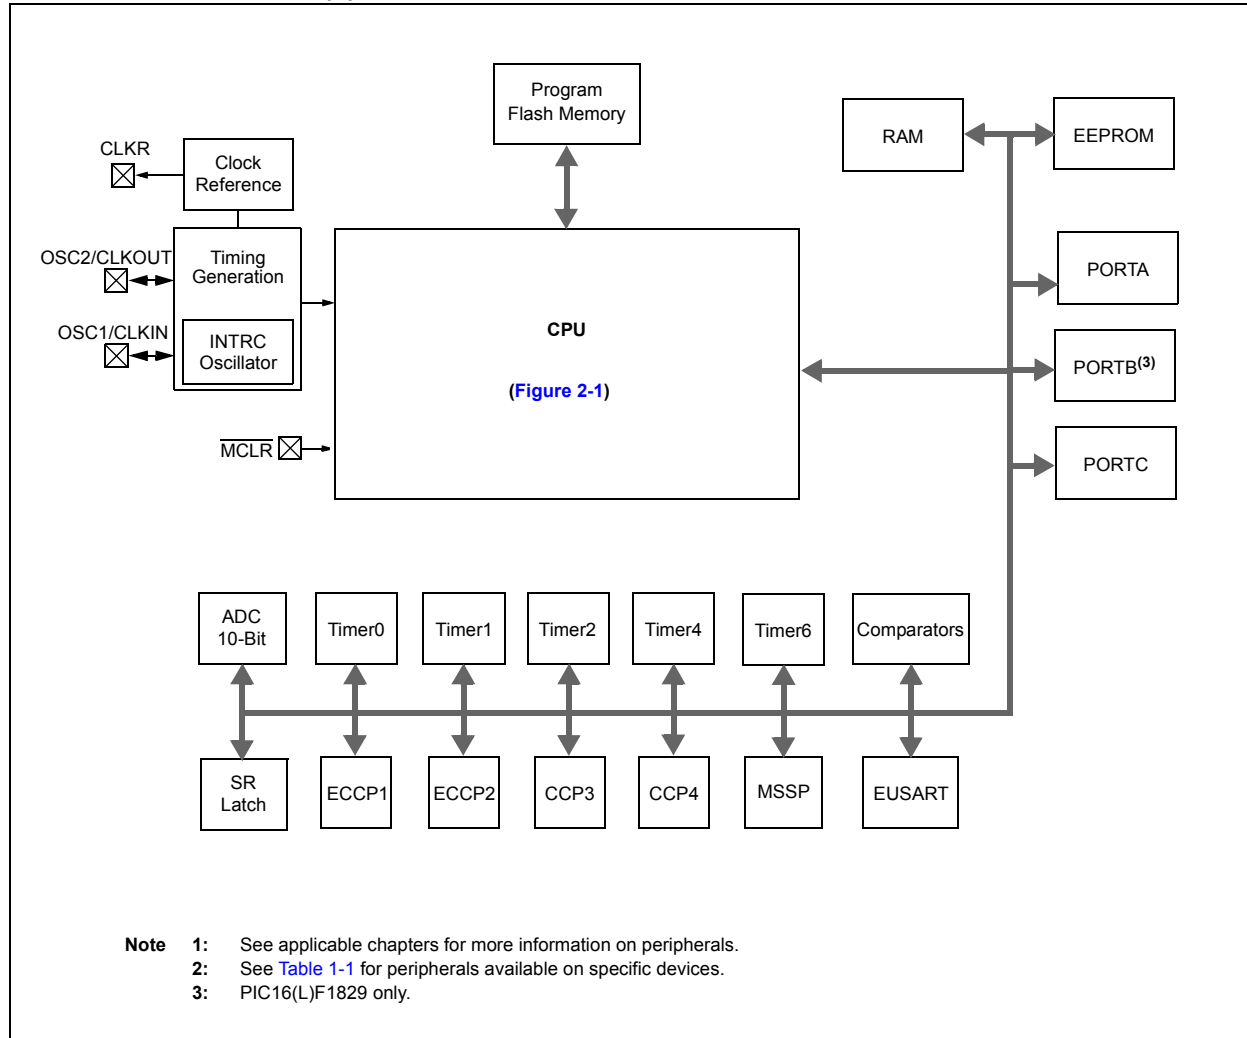 Program
Flash Memory
RAM
EEPROM
CLKR
Clock
Reference
OSC2/CLKOUT
Timing
Generation
PORTA
OSC1/CLKIN
INTRC
Oscillator
CPU
(Figure 2-1)
PORTB(3)
MCLR
PORTC
ADC
10-Bit
Timer0
Timer1
Timer2
Timer4
Timer6
Comparators
SR
Latch
ECCP1
ECCP2
CCP3
CCP4
MSSP
EUSART
Note 1: See applicable chapters for more information on peripherals.
2: See Table 1-1 for peripherals available on specific devices.
3: PIC16(L)F1829 only.